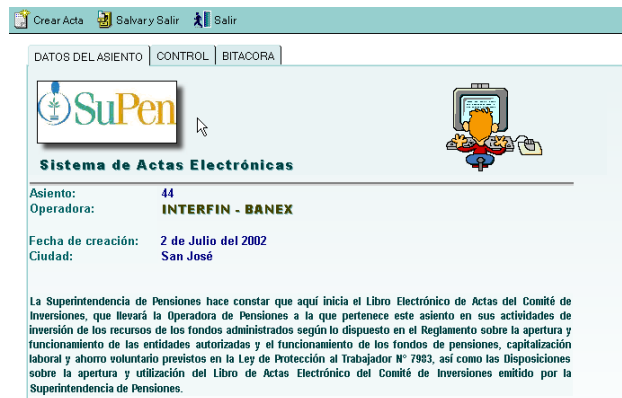 Crear Acta Salvar y Salir Salir
DATOS DEL ASIENTO CONTROL BITACORA
SuPen
Sistema de Actas Electrónicas
Asiento: 44
Operadora: INTERFIN - BANEX
Fecha de creación: 2 de Julio del 2002
Ciudad: San José
La Superintendencia de Pensiones hace constar que aquí inicia el Libro Electrónico de Actas del Comité de
Inversiones, que llevará la Operadora de Pensiones a la que pertenece este asiento en sus actividades de
inversión de los recursos de los fondos administrados según lo dispuesto en el Reglamento sobre la apertura y
funcionamiento de las entidades autorizadas y el funcionamiento de los fondos de pensiones, capitalización
laboral y ahorro voluntario previstos en la Ley de Protección al Trabajador N° 7983, así como las Disposiciones
sobre la apertura y utilización del Libro de Actas Electrónico del Comité de Inversiones emitido por la
Superintendencia de Pensiones.